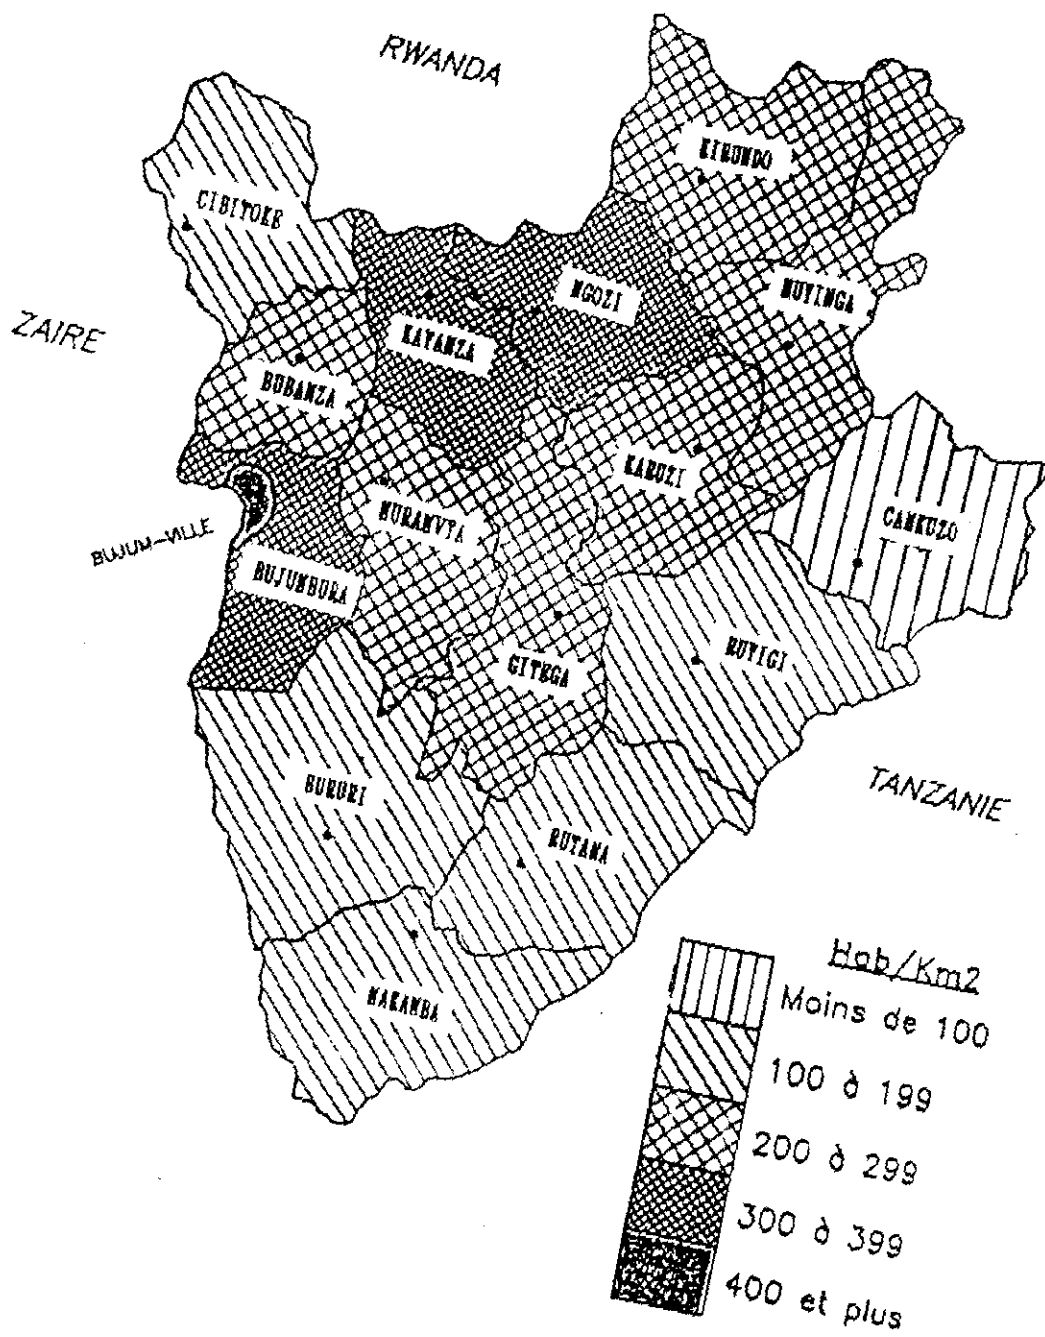 RWANDA
KIRUNDO
CIBITOKE
NGOZI
MUYINGA
ZAIRE
KAYANZA
BUBANZA
KARUZI
MURAMVYA
CANKUZO
BUJUM-VILLE
BUJUMBURA
RUYIGI
GITEGA
BURURI
TANZANIE
RUTANA
MAKAMBA
Hab/Km2
Moins de 100
100 à 199
200 à 299
300 à 399
400 et plus